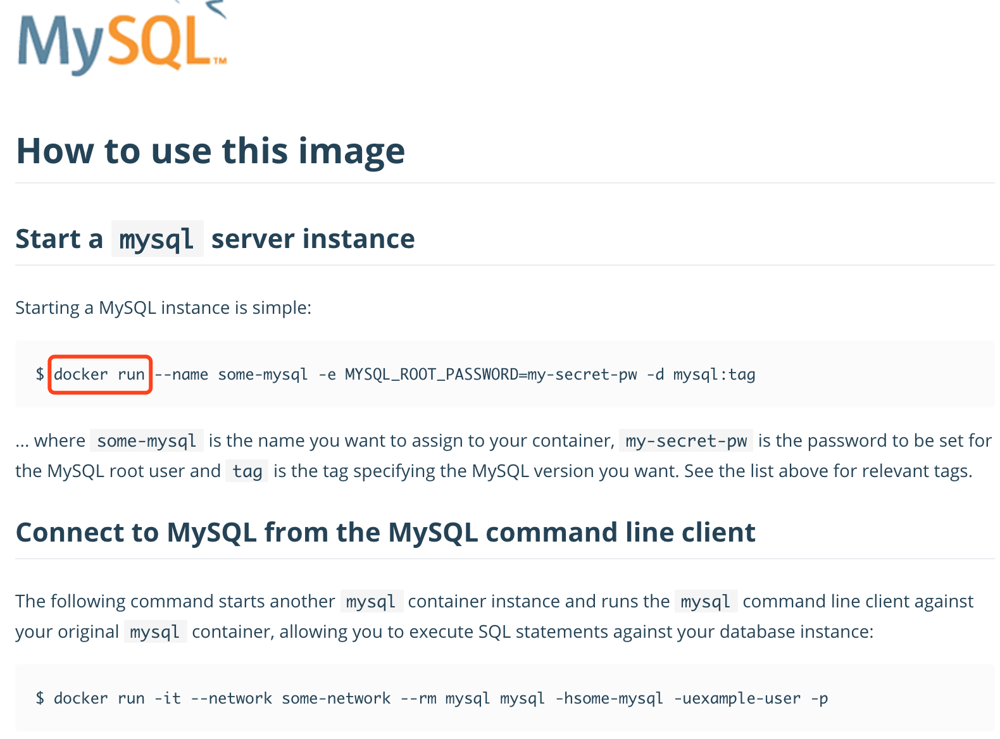 MySQL™
How to use this image
Start a mysql server instance
Starting a MySQL instance is simple:
$ docker run --name some-mysql -e MYSQL_ROOT_PASSWORD=my-secret-pw -d mysql:tag
... where some-mysql is the name you want to assign to your container, my-secret-pw is the password to be set for
the MySQL root user and tag is the tag specifying the MySQL version you want. See the list above for relevant tags.
Connect to MySQL from the MySQL command line client
The following command starts another mysql container instance and runs the mysql command line client against
your original mysql container, allowing you to execute SQL statements against your database instance:
$ docker run -it --network some-network --rm mysql mysql -hsome-mysql -uexample-user -p